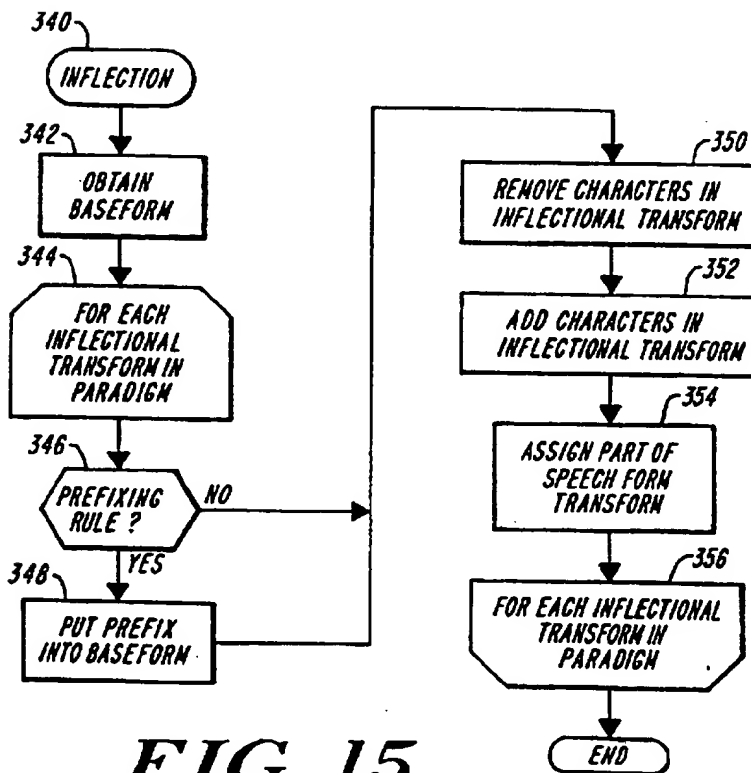 340
INFLECTION
342
OBTAIN
BASEFORM
344
FOR EACH
INFLECTIONAL
TRANSFORM IN
PARADIGM
346
PREFIXING
RULE ?
NO
YES
348
PUT PREFIX
INTO BASEFORM
350
REMOVE CHARACTERS IN
INFLECTIONAL TRANSFORM
352
ADD CHARACTERS IN
INFLECTIONAL TRANSFORM
354
ASSIGN PART OF
SPEECH FORM
TRANSFORM
356
FOR EACH INFLECTIONAL
TRANSFORM IN
PARADIGM
END
FIG. 15